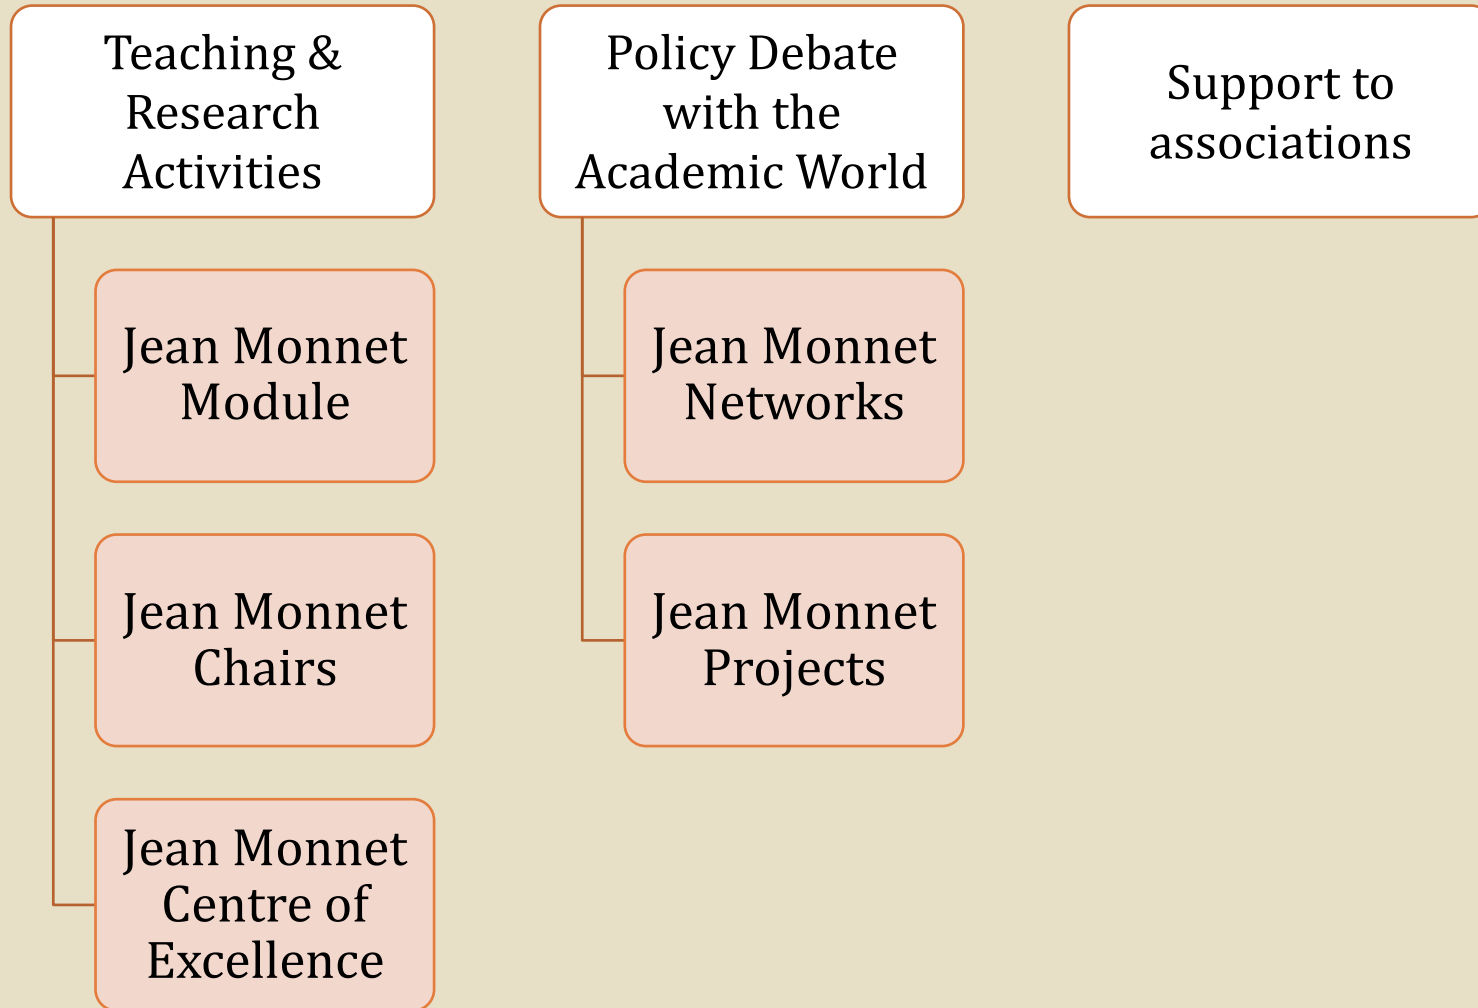 Teaching &
Research
Activities
Jean Monnet
Module
Jean Monnet
Chairs
Jean Monnet
Centre of
Excellence
Policy Debate
with the
Academic World
Jean Monnet
Networks
Jean Monnet
Projects
Support to
associations